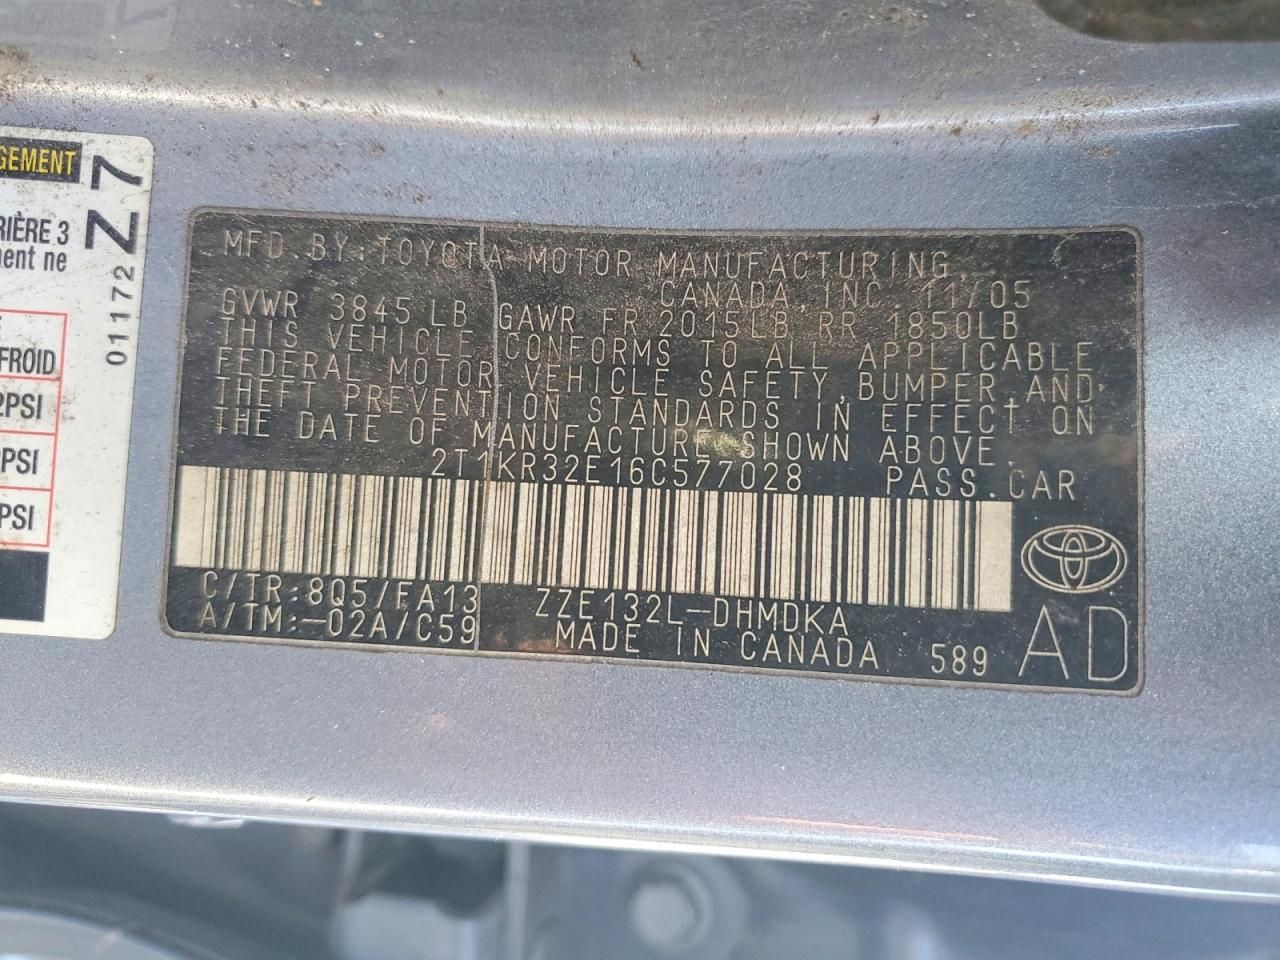 GEMENT
RIÈRE 3
ment ne
FROID
2PSI
PSI
PSI
01172 Z7
MFD.BY:TOYOTA MOTOR MANUFACTURING,
CANADA,INC.11/05
GVWR 3845LB GAWR FR 2015LB RR 1850LB
THIS VEHICLE CONFORMS TO ALL APPLICABLE
FEDERAL MOTOR VEHICLE SAFETY,BUMPER,AND
THEFT PREVENTION STANDARDS IN EFFECT ON
THE DATE OF MANUFACTURE SHOWN ABOVE.
2T1KR32E16C577028 PASS.CAR
C/TR:8Q5/FA13 ZZE132L-DHMDKA
A/TM:-02A/C59 MADE IN CANADA 589 AD